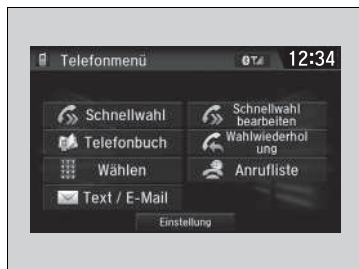 Telefonmenü
12:34
Schnellwahl
Schnellwahl
bearbeiten
Telefonbuch
Wahlwiederhol
ung
Wählen
Anrufliste
Text / E-Mail
Einstellung